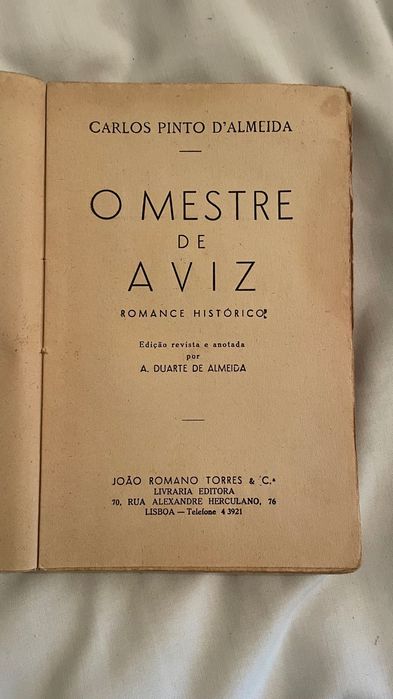 CARLOS PINTO D'ALMEIDA
O MESTRE
DE
AVIZ
ROMANCE HISTÓRICO
Edição revista e anotada
por
A. DUARTE DE ALMEIDA
JOÃO ROMANO TORRES & C.ª
LIVRARIA EDITORA
70, RUA ALEXANDRE HERCULANO, 76
LISBOA — Telefone 4 3921